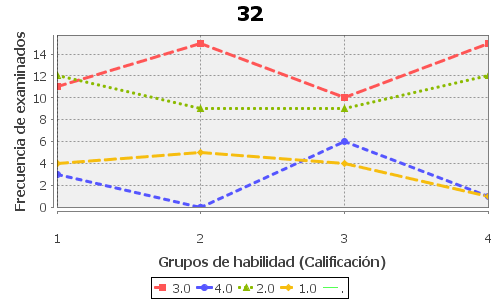 32
Frecuencia de examinados
14
12
10
8
6
4
2
0
1 2 3 4
Grupos de habilidad (Calificación)
3.0 4.0 2.0 1.0 .